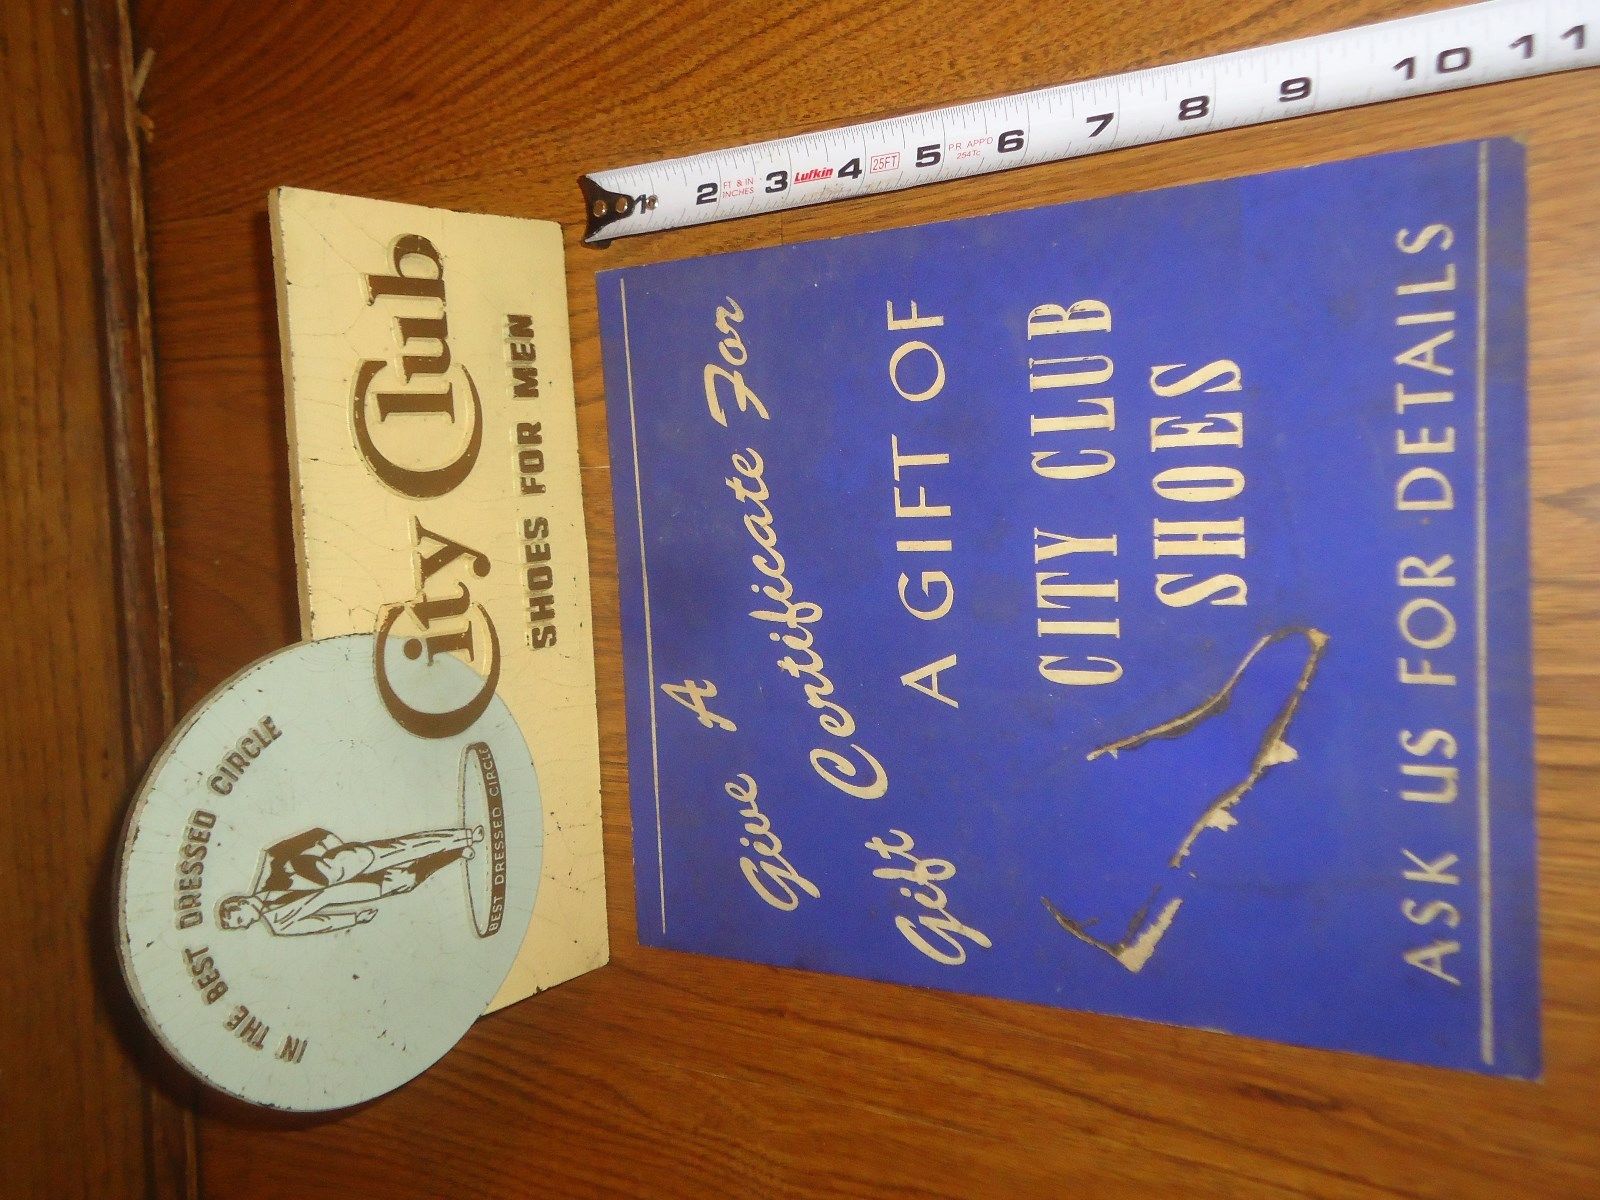 IN THE BEST DRESSED CIRCLE
BEST DRESSED CIRCLE
City Club
SHOES FOR MEN
Give A
Gift Certificate For
A GIFT OF
CITY CLUB
SHOES
ASK US FOR DETAILS
1 2 FT & IN INCHES 3 Lufkin 4 25FT 5 P.R. APP'D 254Tc 6 7 8 9 10 11